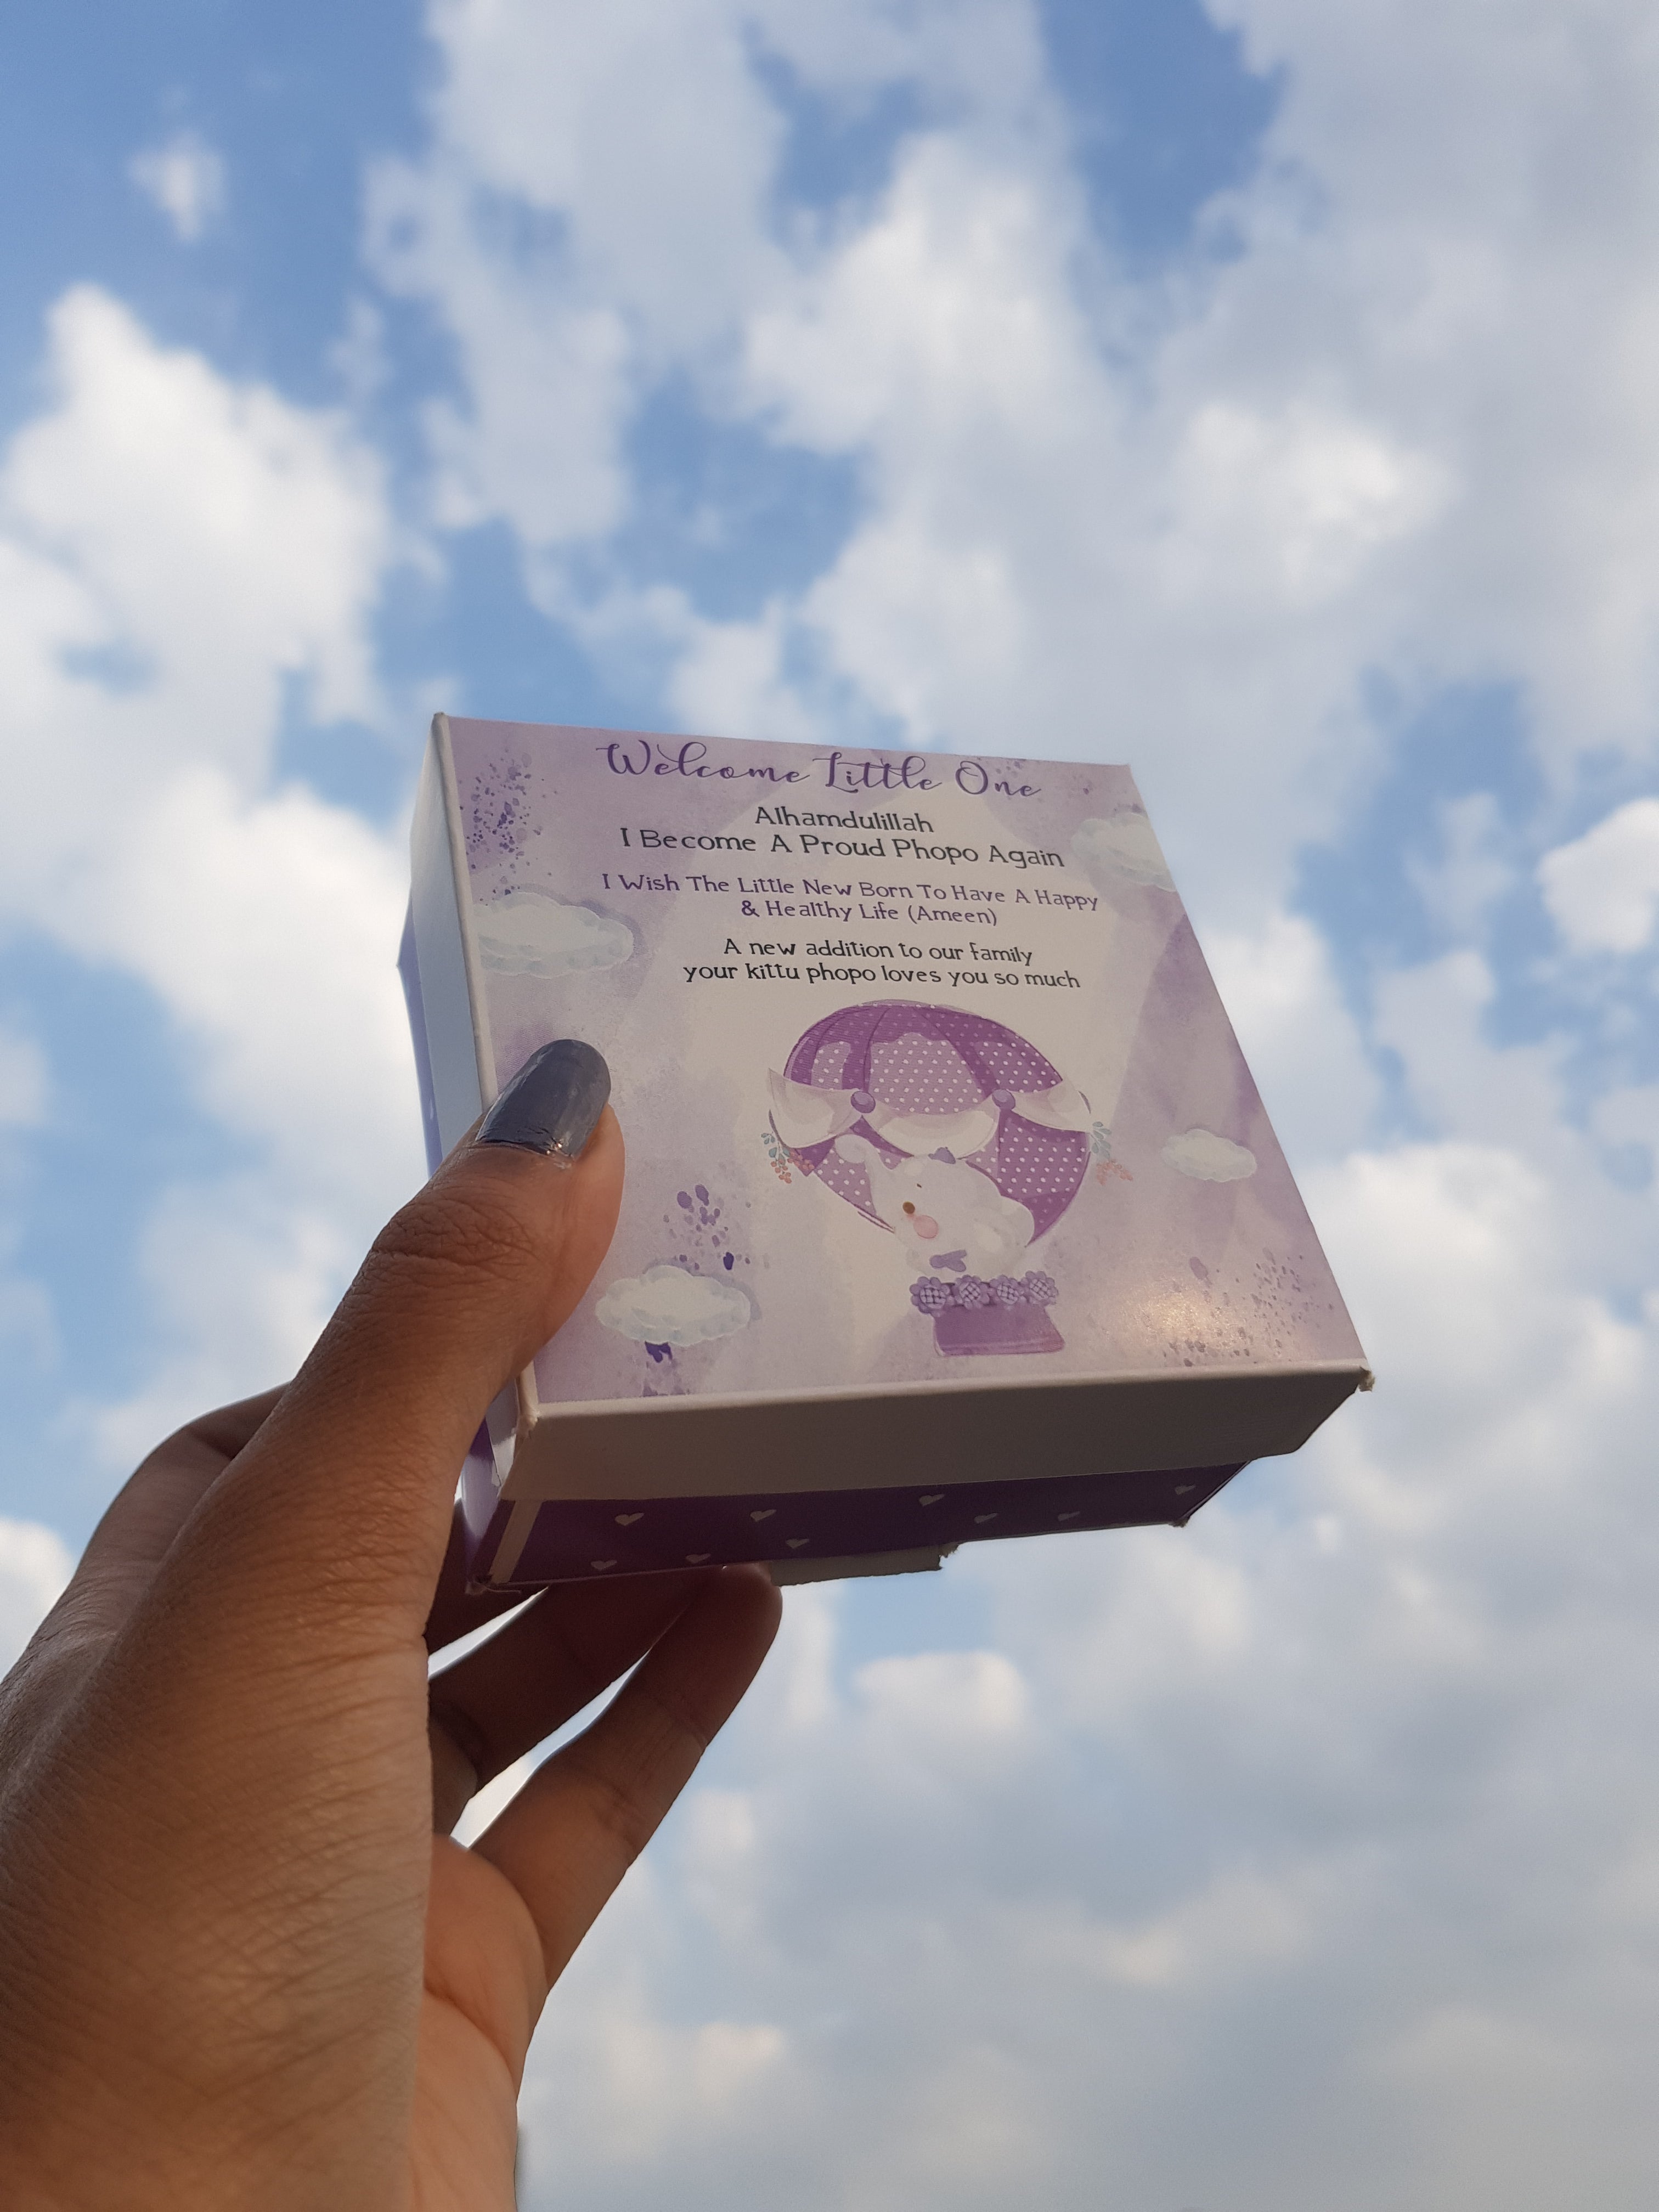 Welcome Little One
Alhamdulillah
I Become A Proud Phopo Again
I Wish The Little New Born To Have A Happy
& Healthy Life (Ameen)
A new addition to our family
your kittu phopo loves you so much